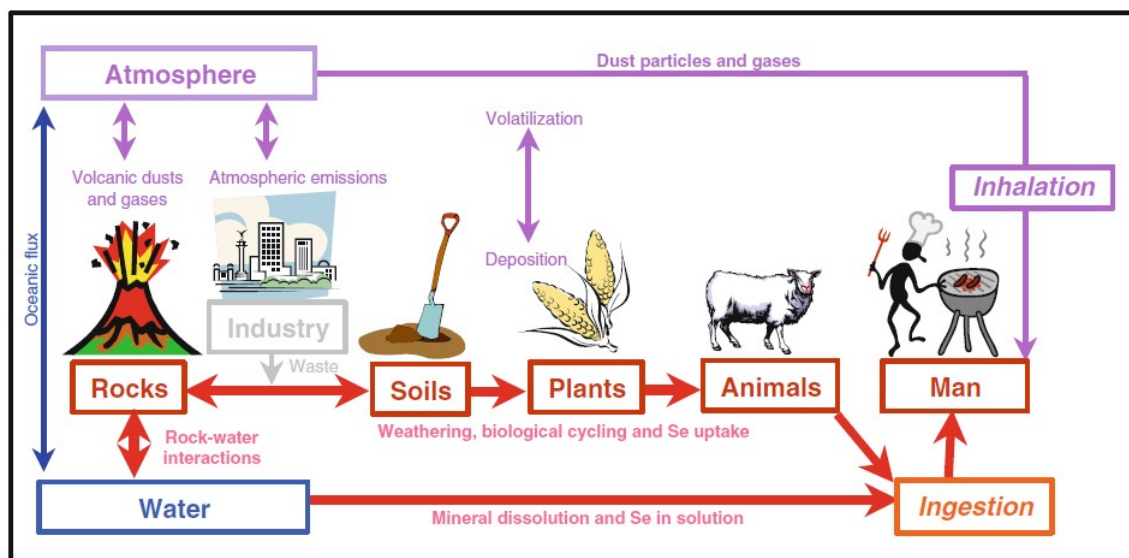 Atmosphere
Dust particles and gases
Volatilization
Volcanic dusts
and gases
Atmospheric emissions
Inhalation
Oceanic flux
Deposition
Industry
Waste
Rocks
Soils
Plants
Animals
Man
Weathering, biological cycling and Se uptake
Rock-water
interactions
Water
Mineral dissolution and Se in solution
Ingestion